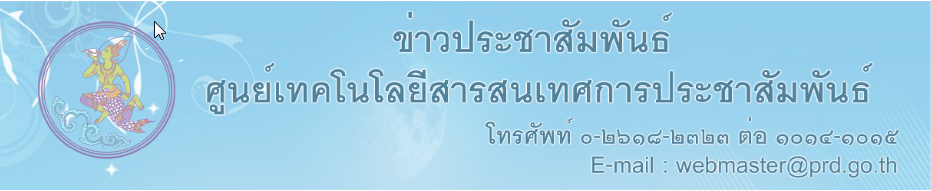 ข่าวประชาสัมพันธ์
ศูนย์เทคโนโลยีสารสนเทศการประชาสัมพันธ์
โทรศัพท์ ๐-๒๖๑๘-๒๓๒๓ ต่อ ๑๐๑๔-๑๐๑๕
E-mail : webmaster@prd.go.th